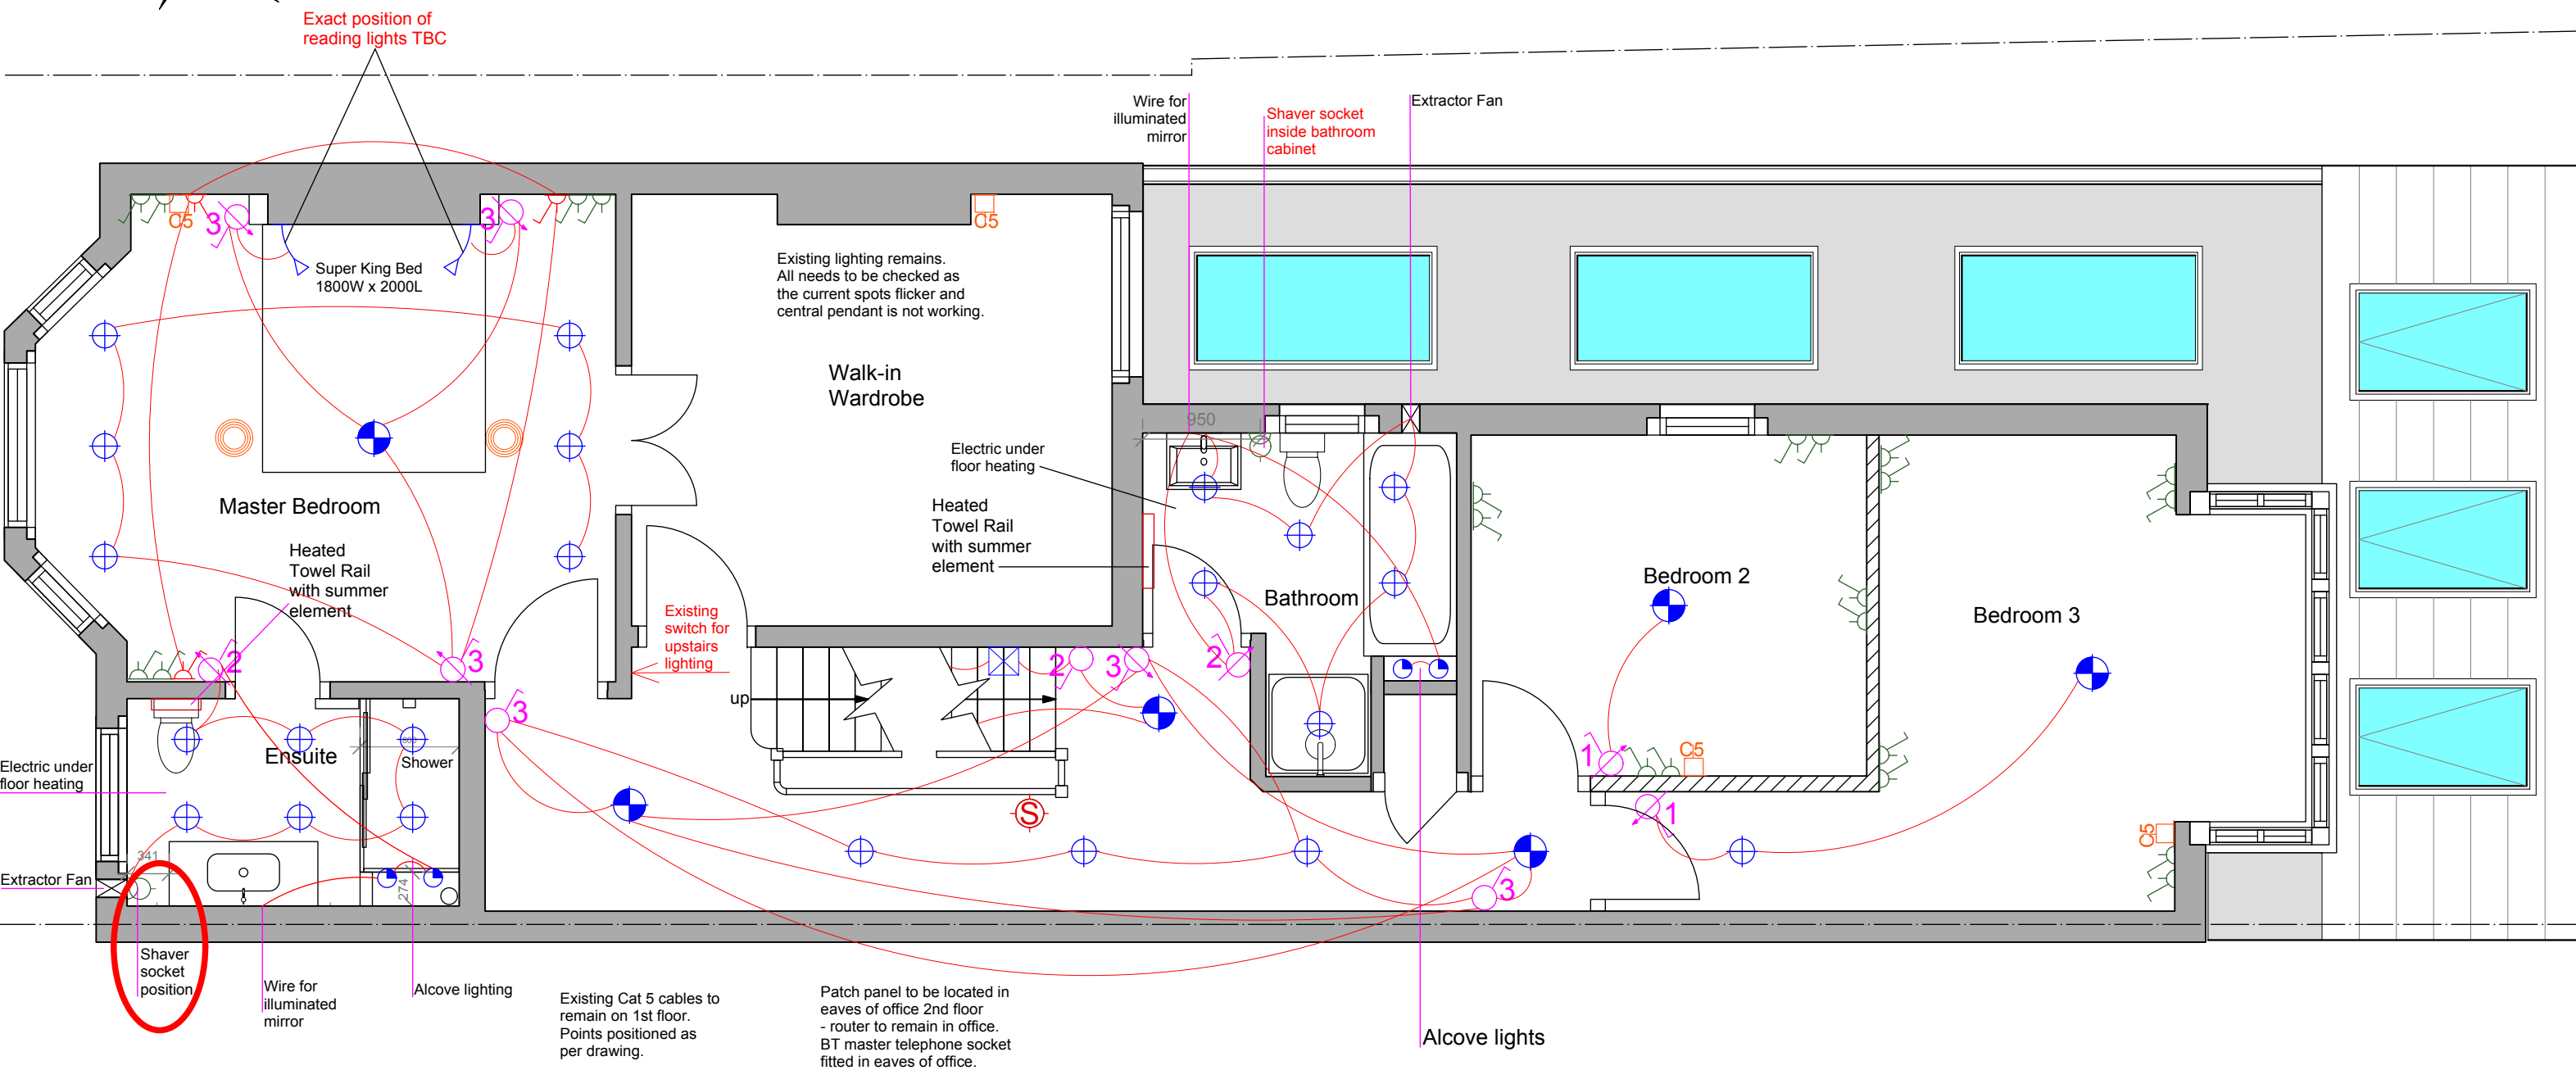 Exact position of
reading lights TBC
Wire for
illuminated
mirror
Shaver socket
inside bathroom
cabinet
Extractor Fan
C5
3
3
C5
Super King Bed
1800W x 2000L
Existing lighting remains.
All needs to be checked as
the current spots flicker and
central pendant is not working.
Walk-in
Wardrobe
950
Electric under
floor heating
Heated
Towel Rail
with summer
element
Master Bedroom
Heated
Towel Rail
with summer
element
Bathroom
Bedroom 2
Bedroom 3
Existing
switch for
upstairs
lighting
2
3
2
3
2
3
up
1
C5
1
C5
S
Ensuite
800
Shower
Electric under
floor heating
341
274
Extractor Fan
3
Shaver
socket
position
Wire for
illuminated
mirror
Alcove lighting
Existing Cat 5 cables to
remain on 1st floor.
Points positioned as
per drawing.
Patch panel to be located in
eaves of office 2nd floor
- router to remain in office.
BT master telephone socket
fitted in eaves of office.
Alcove lights